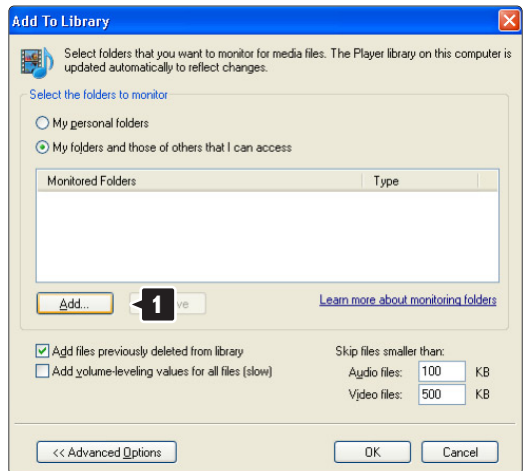 Add To Library
Select folders that you want to monitor for media files. The Player library on this computer is
updated automatically to reflect changes.
Select the folders to monitor
My personal folders
My folders and those of others that I can access
Monitored Folders Type
Add... 1 Learn more about monitoring folders
Add files previously deleted from library Skip files smaller than:
Add volume-leveling values for all files (slow) Audio files: 100 KB
Video files: 500 KB
<< Advanced Options OK Cancel